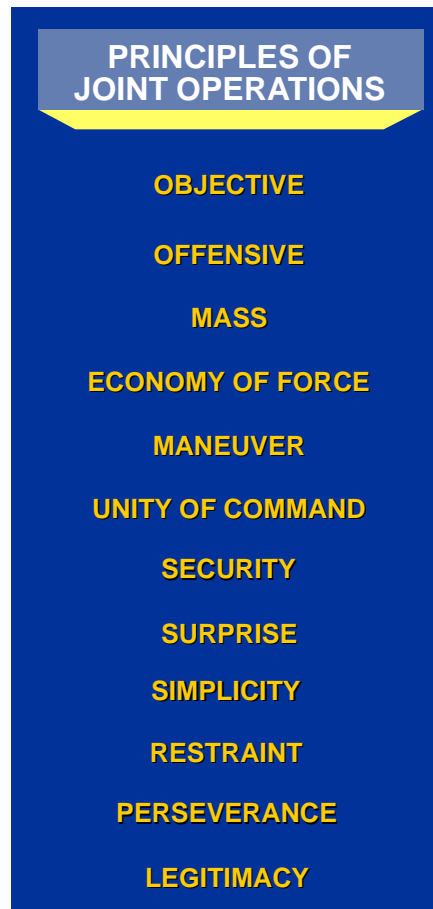 PRINCIPLES OF
JOINT OPERATIONS
OBJECTIVE
OFFENSIVE
MASS
ECONOMY OF FORCE
MANEUVER
UNITY OF COMMAND
SECURITY
SURPRISE
SIMPLICITY
RESTRAINT
PERSEVERANCE
LEGITIMACY